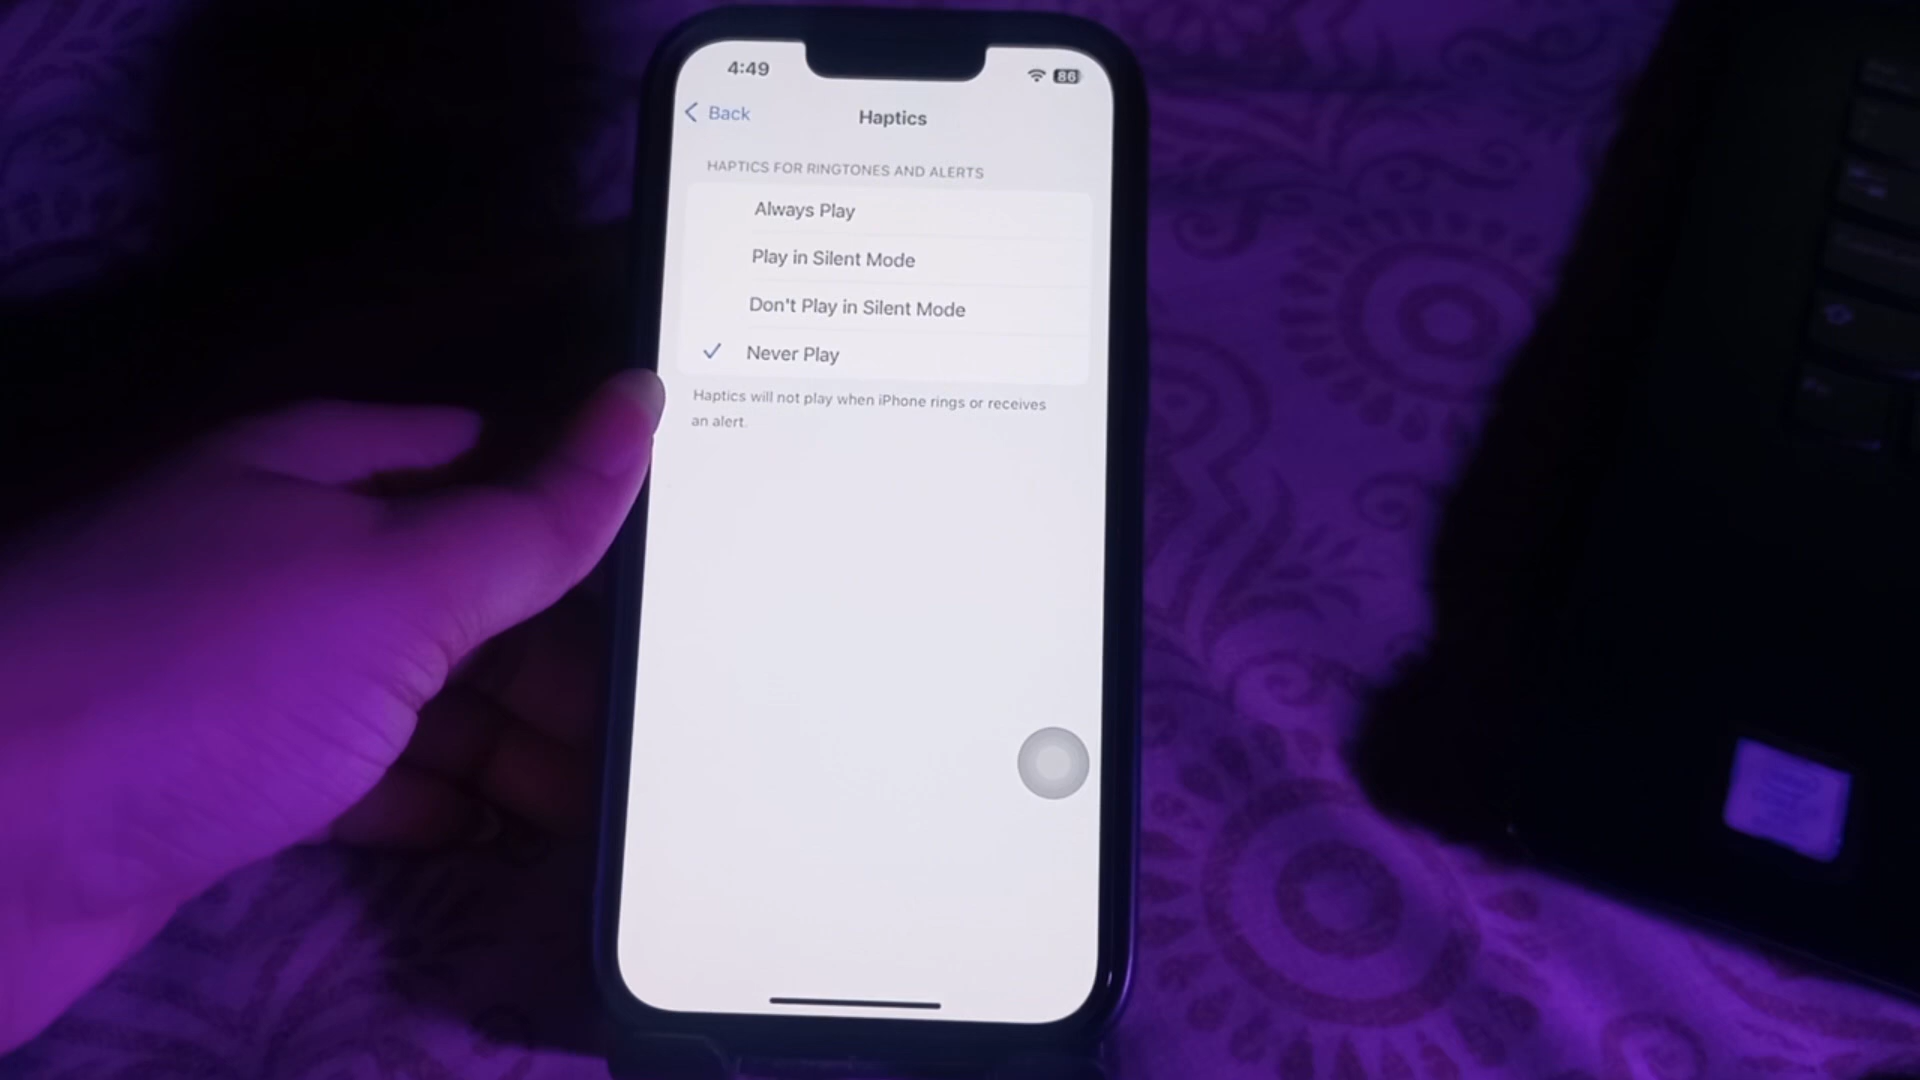 4:49
86
Back
Haptics
HAPTICS FOR RINGTONES AND ALERTS
Always Play
Play in Silent Mode
Don't Play in Silent Mode
Never Play
Haptics will not play when iPhone rings or receives
an alert.